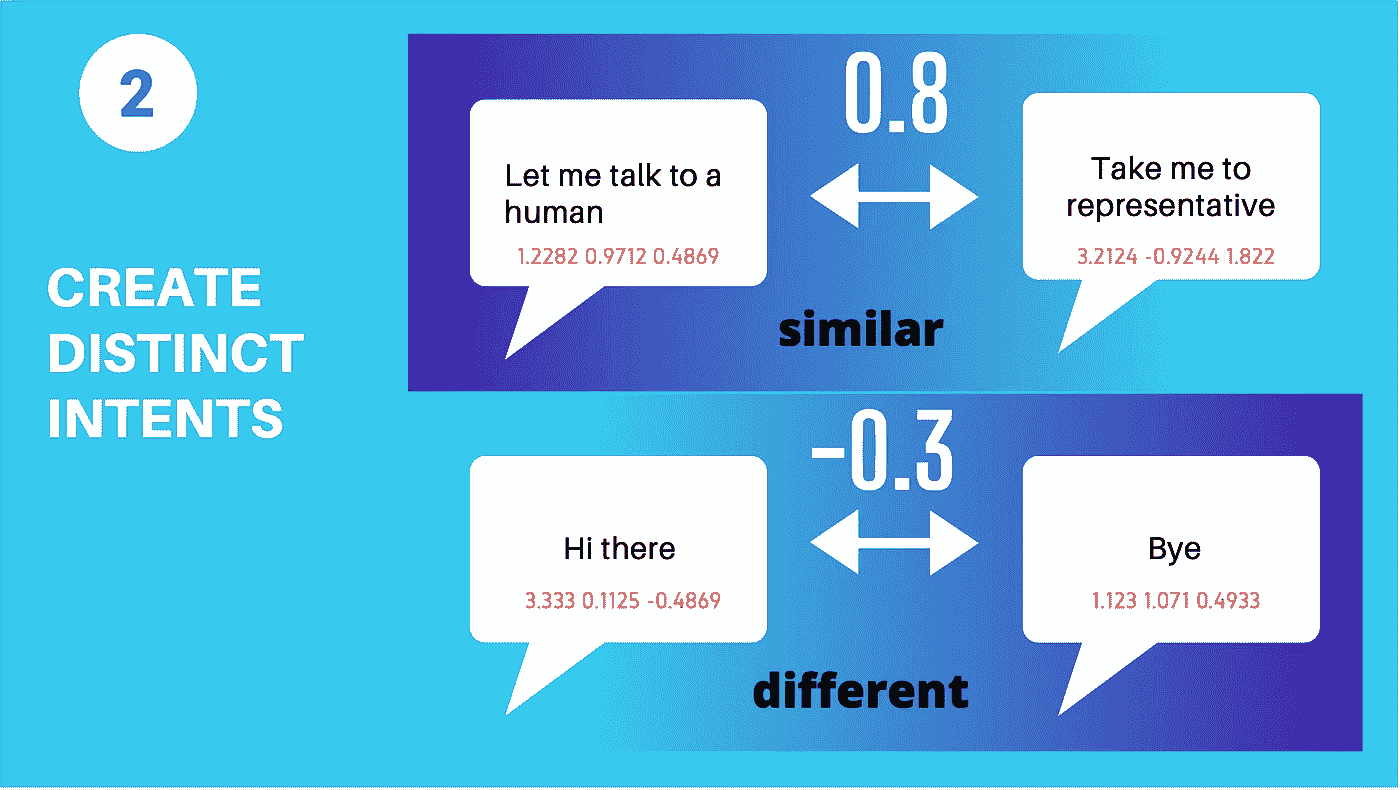 2
CREATE
DISTINCT
INTENTS
0.8
Let me talk to a
human
1.2282 0.9712 0.4869
Take me to
representative
3.2124 -0.9244 1.822
similar
-0.3
Hi there
3.333 0.1125 -0.4869
Bye
1.123 1.071 0.4933
different